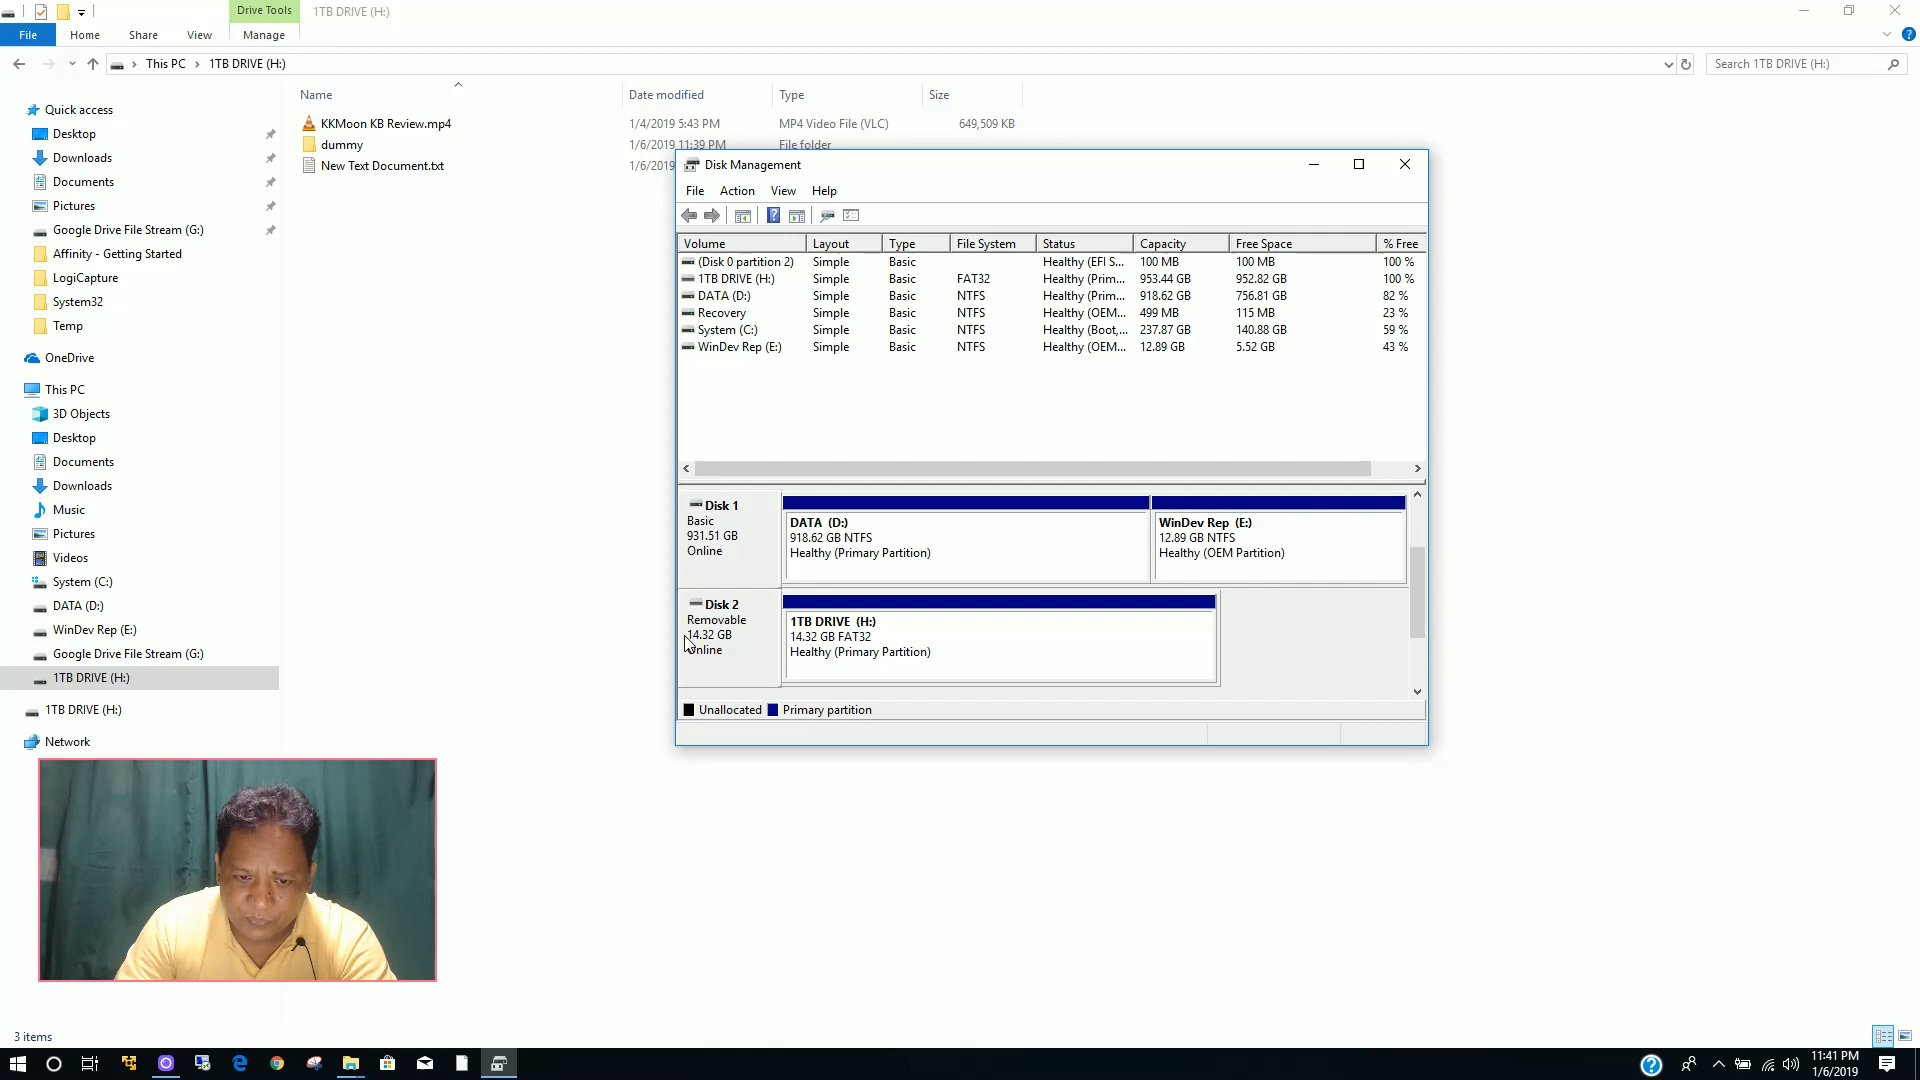 Drive Tools 1TB DRIVE (H:)
File Home Share View Manage
This PC 1TB DRIVE (H:)
Search 1TB DRIVE (H:)
Name Date modified Type Size
KKMoon KB Review.mp4 1/4/2019 5:43 PM MP4 Video File (VLC) 649,509 KB
dummy 1/6/2019 11:39 PM File folder
New Text Document.txt 1/6/2019
Quick access
Desktop
Downloads
Documents
Pictures
Google Drive File Stream (G:)
Affinity - Getting Started
LogiCapture
System32
Temp
OneDrive
This PC
3D Objects
Desktop
Documents
Downloads
Music
Pictures
Videos
System (C:)
DATA (D:)
WinDev Rep (E:)
Google Drive File Stream (G:)
1TB DRIVE (H:)
1TB DRIVE (H:)
Network
3 items
Disk Management
File Action View Help
Volume Layout Type File System Status Capacity Free Space % Free
(Disk 0 partition 2) Simple Basic Healthy (EFI S... 100 MB 100 MB 100 %
1TB DRIVE (H:) Simple Basic FAT32 Healthy (Prim... 953.44 GB 952.82 GB 100 %
DATA (D:) Simple Basic NTFS Healthy (Prim... 918.62 GB 756.81 GB 82 %
Recovery Simple Basic NTFS Healthy (OEM... 499 MB 115 MB 23 %
System (C:) Simple Basic NTFS Healthy (Boot,... 237.87 GB 140.88 GB 59 %
WinDev Rep (E:) Simple Basic NTFS Healthy (OEM... 12.89 GB 5.52 GB 43 %
Disk 1
Basic
931.51 GB
Online
DATA (D:)
918.62 GB NTFS
Healthy (Primary Partition)
WinDev Rep (E:)
12.89 GB NTFS
Healthy (OEM Partition)
Disk 2
Removable
14.32 GB
Online
1TB DRIVE (H:)
14.32 GB FAT32
Healthy (Primary Partition)
Unallocated Primary partition
11:41 PM
1/6/2019